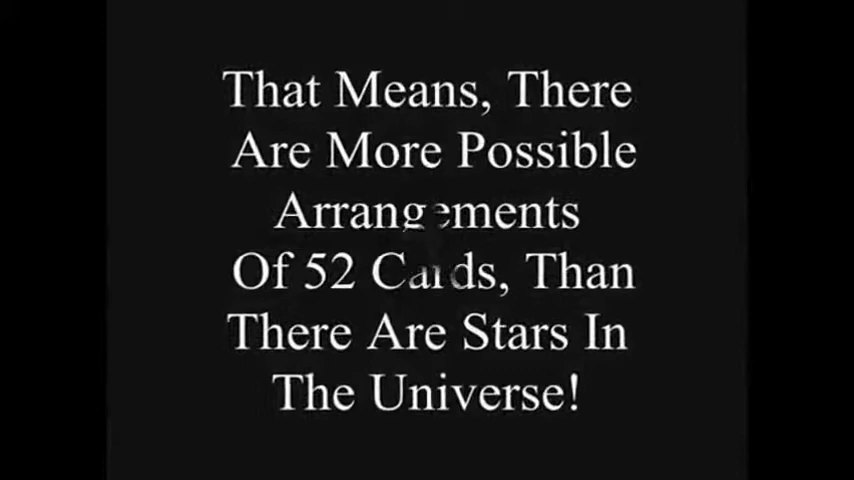 That Means, There
Are More Possible
Arrangements
Of 52 Cards, Than
There Are Stars In
The Universe!